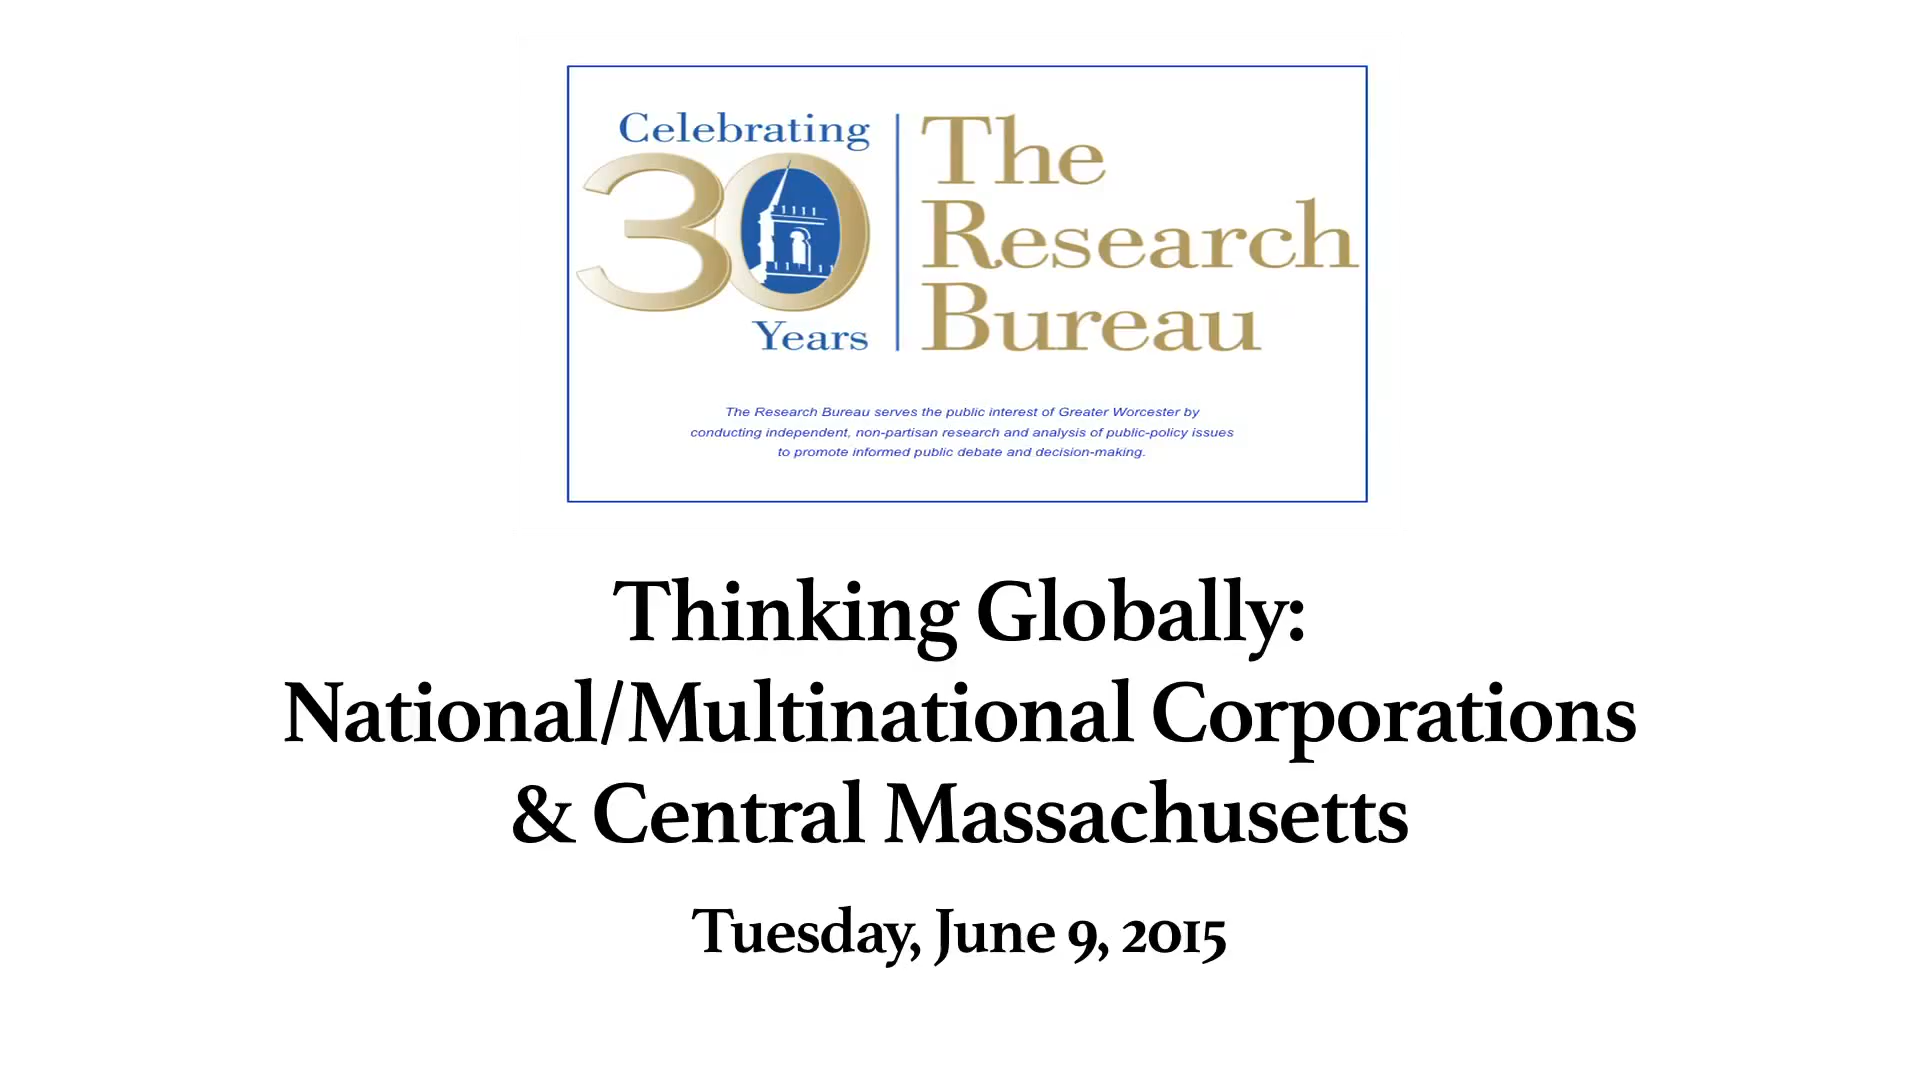 Celebrating
30
Years
The
Research
Bureau
The Research Bureau serves the public interest of Greater Worcester by
conducting independent, non-partisan research and analysis of public-policy issues
to promote informed public debate and decision-making.
Thinking Globally:
National/Multinational Corporations
& Central Massachusetts
Tuesday, June 9, 2015